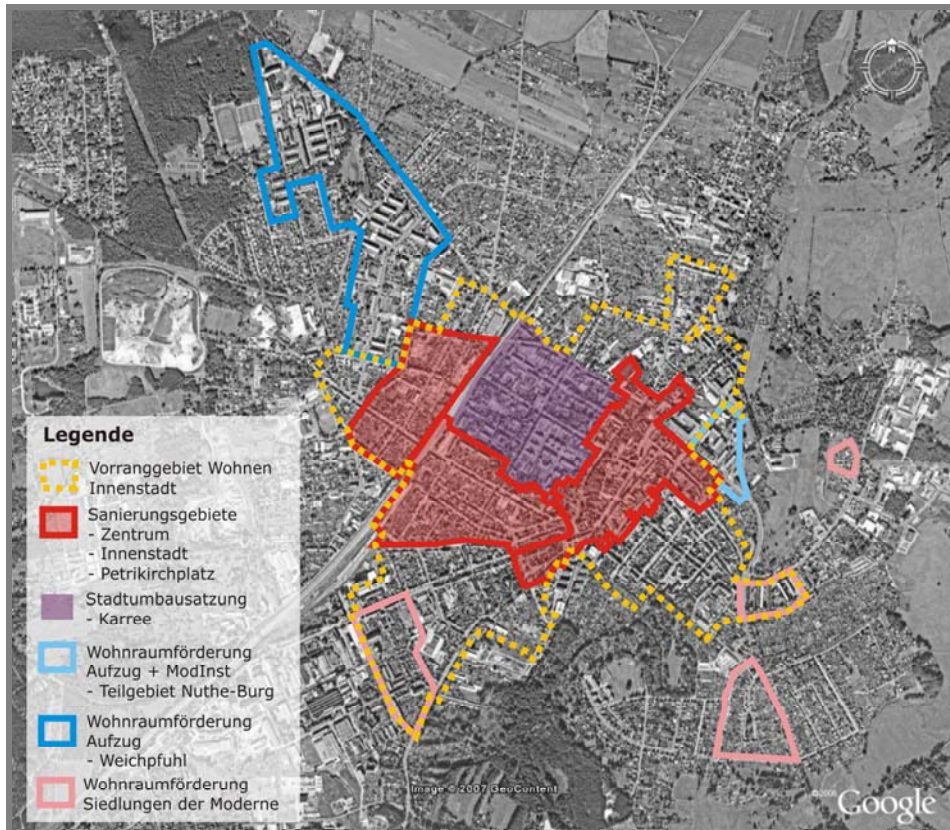 N
Legende
Vorranggebiet Wohnen
Innenstadt
Sanierungsgebiete
- Zentrum
- Innenstadt
- Petrikirchplatz
Stadtumbausatzung
- Karree
Wohnraumförderung
Aufzug + ModInst
- Teilgebiet Nuthe-Burg
Wohnraumförderung
Aufzug
- Weichpfuhl
Wohnraumförderung
Siedlungen der Moderne
Image © 2007 GeoContent
Google